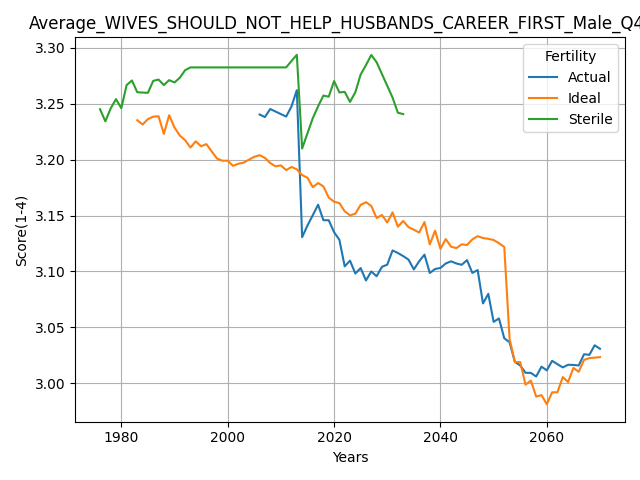 Average_WIVES_SHOULD_NOT_HELP_HUSBANDS_CAREER_FIRST_Male_Q4
3.30
3.25
3.20
3.15
3.10
3.05
3.00
Score(1-4)
1980
2000
2020
2040
2060
Years
Fertility
Actual
Ideal
Sterile